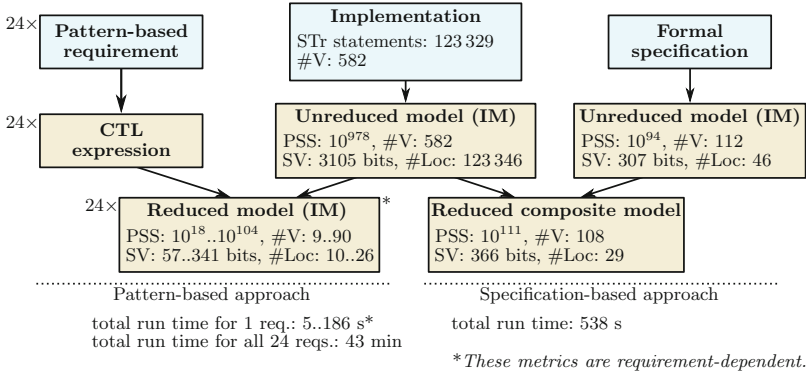 24×
Pattern-based
requirement
Implementation
STr statements: 123 329
#V: 582
Formal
specification
24×
CTL
expression
Unreduced model (IM)
PSS: 10^978, #V: 582
SV: 3105 bits, #Loc: 123 346
Unreduced model (IM)
PSS: 10^94, #V: 112
SV: 307 bits, #Loc: 46
24×
Reduced model (IM)
*
PSS: 10^18..10^104, #V: 9..90
SV: 57..341 bits, #Loc: 10..26
Reduced composite model
PSS: 10^111, #V: 108
SV: 366 bits, #Loc: 29
Pattern-based approach
total run time for 1 req.: 5..186 s*
total run time for all 24 reqs.: 43 min
Specification-based approach
total run time: 538 s
*These metrics are requirement-dependent.